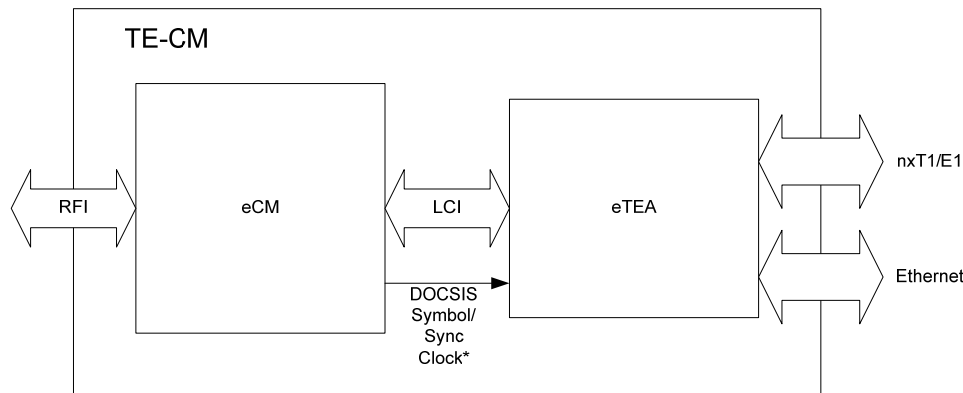 TE-CM
RFI
eCM
LCI
eTEA
nxT1/E1
Ethernet
DOCSIS
Symbol/
Sync
Clock*